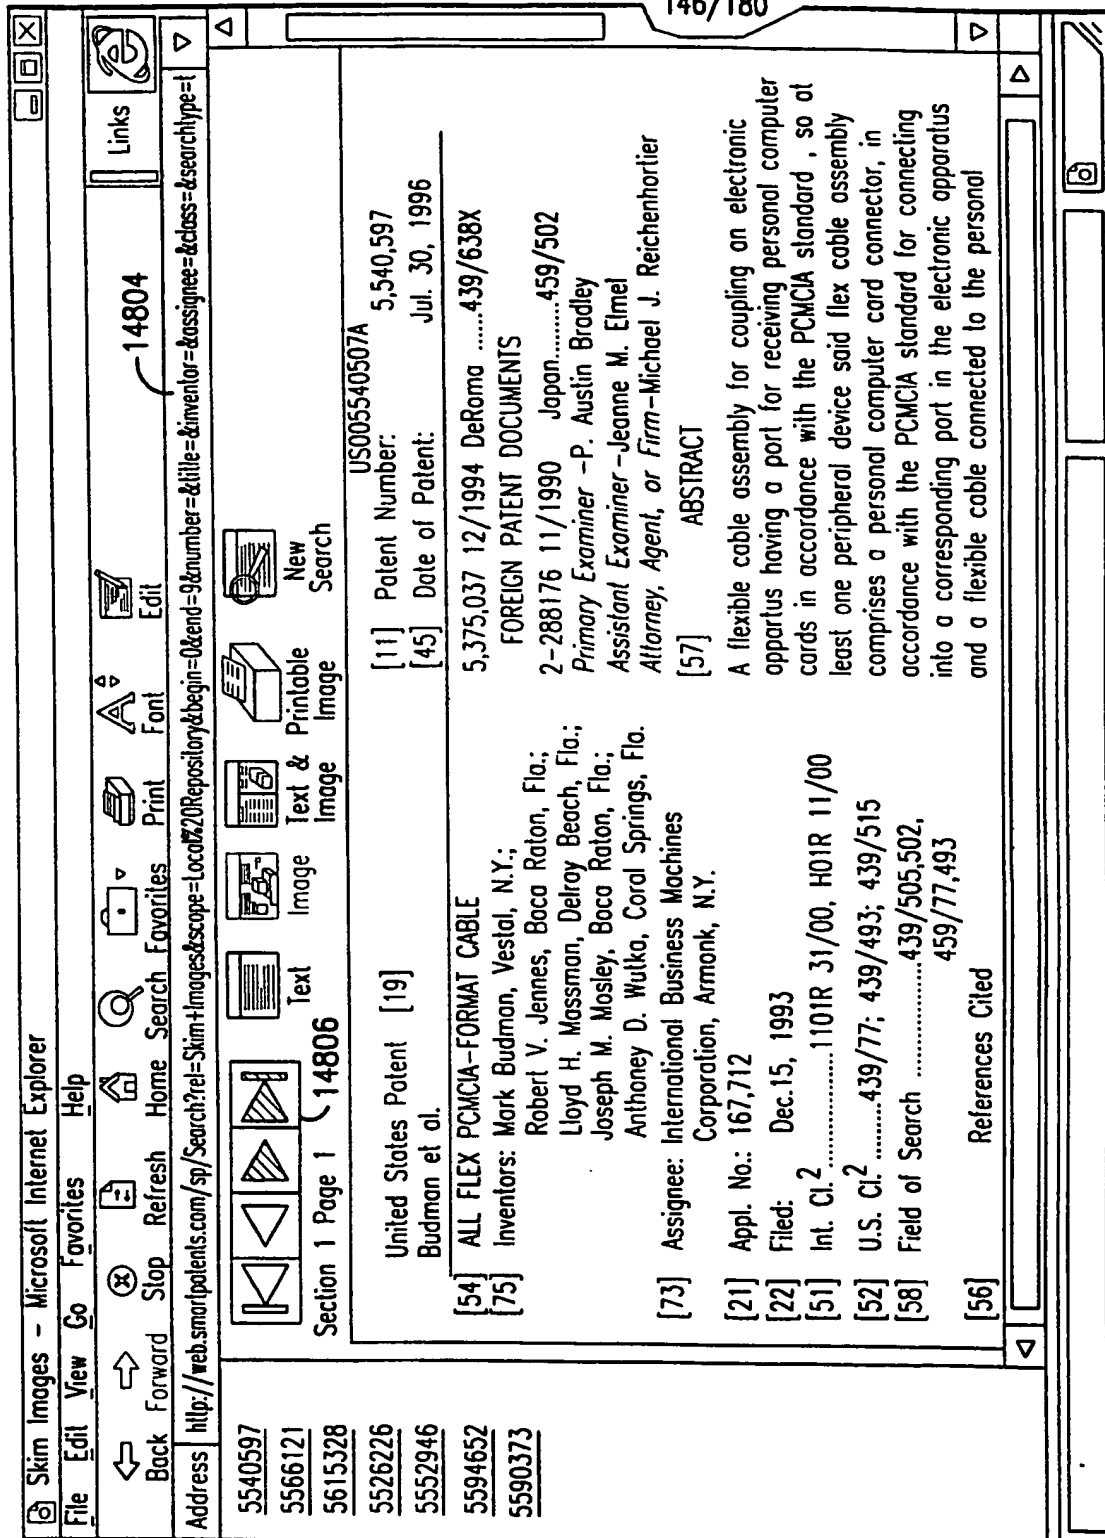 146/180
Skim Images – Microsoft Internet Explorer
File Edit View Go Favorites Help
Back Forward Stop Refresh Home Search Favorites Print Font Edit
Links
14804
Address http://web.smartpatents.com/sp/Search?rel=Skim+Images&scope=Local%20Repository&begin=0&end=9&number=&title=&inventor=&assignee=&class=&searchtype=t
5540597
5566121
5615328
5526226
5552946
5594652
5590373
Section 1 Page 1
14806
Text
Image
Text & Image
Printable Image
New Search
United States Patent [19]
Budman et al.
US005540507A
[11] Patent Number: 5,540,597
[45] Date of Patent: Jul. 30, 1996
[54] ALL FLEX PCMCIA-FORMAT CABLE
[75] Inventors: Mark Budman, Vestal, N.Y.;
Robert V. Jennes, Baca Raton, Fla.;
Lloyd H. Massman, Delray Beach, Fla.;
Joseph M. Mosley, Boca Raton, Fla.;
Anthoney D. Wutka, Coral Springs, Fla.
[73] Assignee: International Business Machines
Corporation, Armonk, N.Y.
[21] Appl. No.: 167,712
[22] Filed: Dec.15, 1993
[51] Int. Cl.2 ..................1101R 31/00, H01R 11/00
[52] U.S. Cl.2 .........439/77; 439/493; 439/515
[58] Field of Search ..................439/505,502,
459/77,493
[56] References Cited
5,375,037 12/1994 DeRoma ......439/638X
FOREIGN PATENT DOCUMENTS
2-288176 11/1990 Japan.........459/502
Primary Examiner –P. Austin Bradley
Assistant Examiner–Jeanne M. Elmel
Attorney, Agent, or Firm–Michael J. Reichenhortier
[57] ABSTRACT
A flexible cable assembly for coupling an electronic
appartus having a port for receiving personal computer
cards in accordance with the PCMCIA standard , so at
least one peripheral device said flex cable assembly
comprises a personal computer card connector, in
accordance with the PCMCIA standard for connecting
into a corresponding port in the electronic apparatus
and a flexible cable connected to the personal